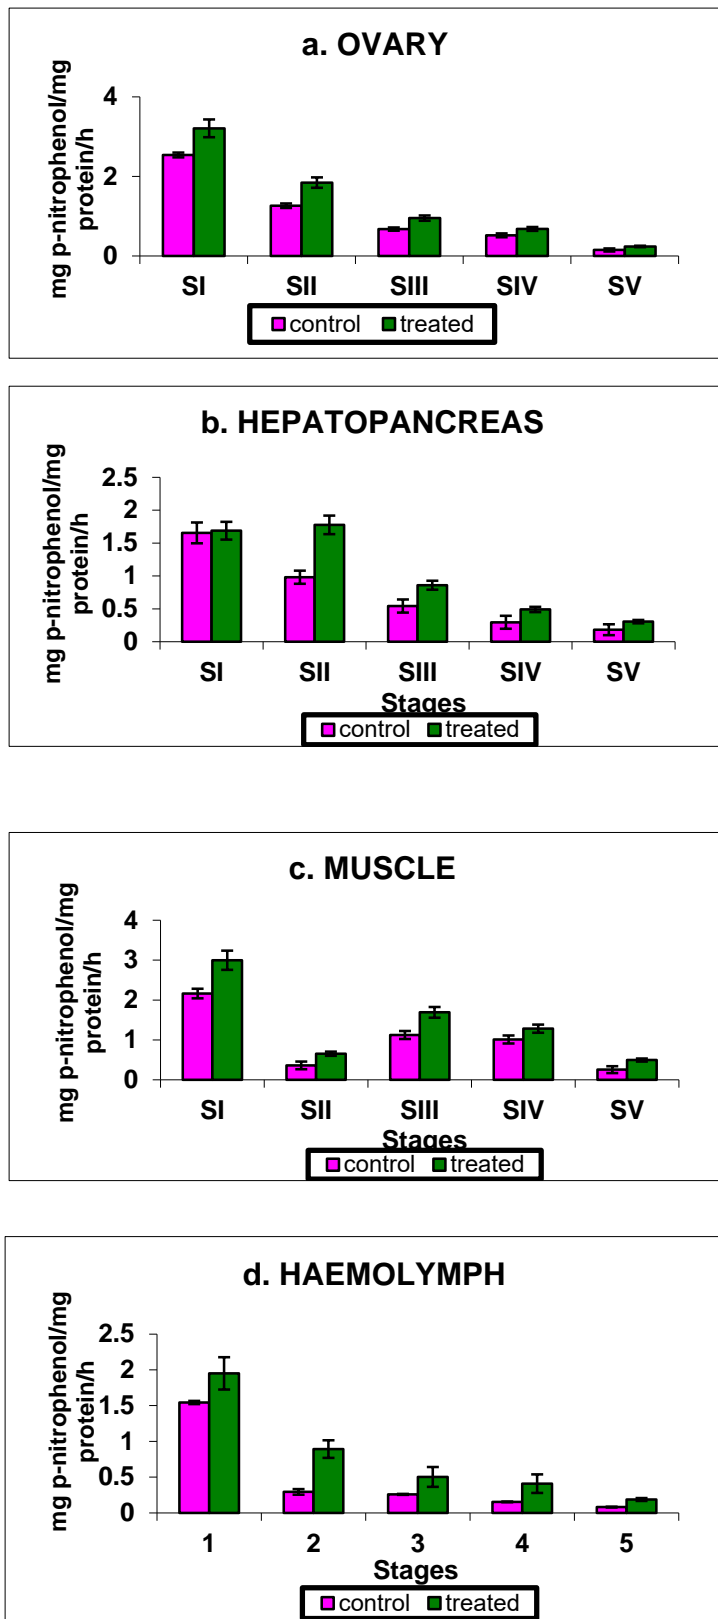 a. OVARY
mg p-nitrophenol/mg
protein/h
4
2
0
SI SII SIII SIV SV
control treated
b. HEPATOPANCREAS
mg p-nitrophenol/mg
protein/h
2.5
2
1.5
1
0.5
0
SI SII SIII SIV SV
Stages
control treated
c. MUSCLE
mg p-nitrophenol/mg
protein/h
4
3
2
1
0
SI SII SIII SIV SV
Stages
control treated
d. HAEMOLYMPH
mg p-nitrophenol/mg
protein/h
2.5
2
1.5
1
0.5
0
1 2 3 4 5
Stages
control treated